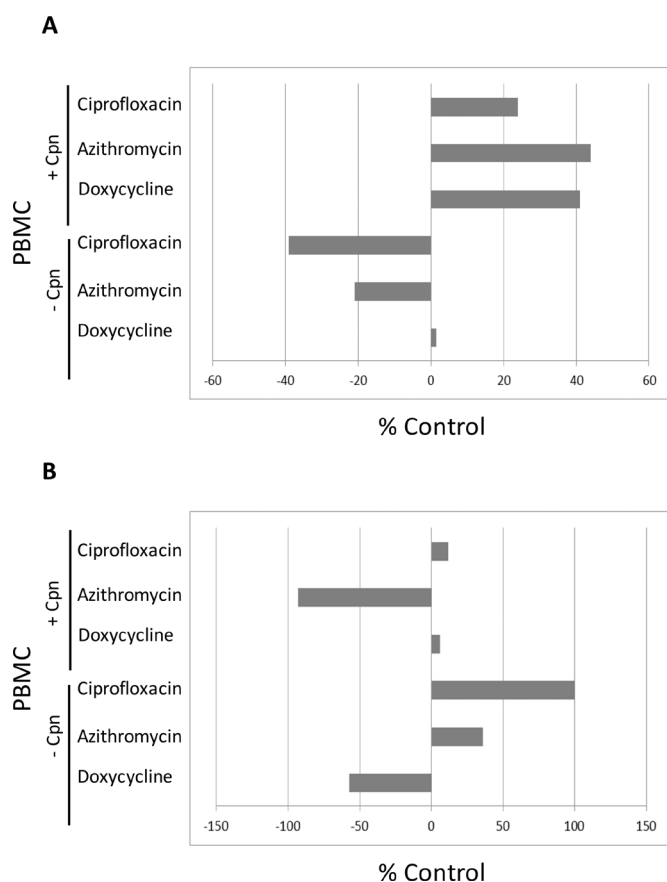 A
+ Cpn
Ciprofloxacin
Azithromycin
Doxycycline
PBMC
- Cpn
Ciprofloxacin
Azithromycin
Doxycycline
-60 -40 -20 0 20 40 60
% Control
B
+ Cpn
Ciprofloxacin
Azithromycin
Doxycycline
PBMC
- Cpn
Ciprofloxacin
Azithromycin
Doxycycline
-150 -100 -50 0 50 100 150
% Control